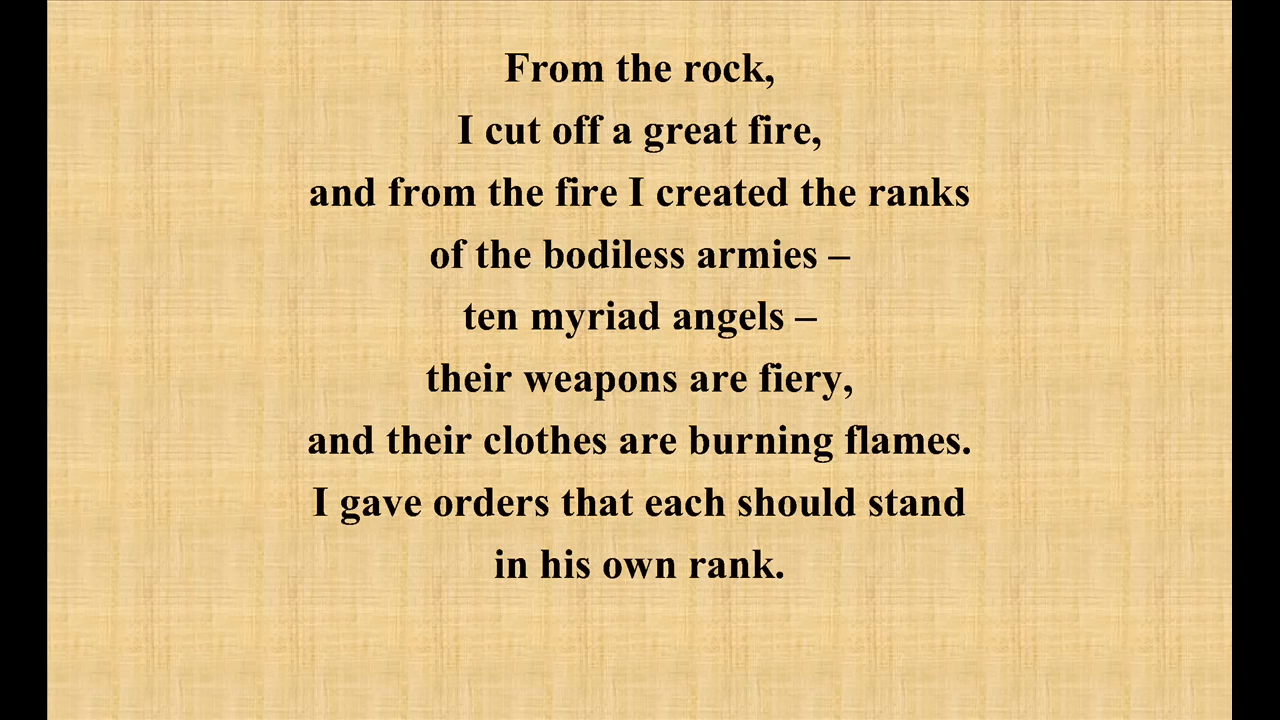 From the rock,
I cut off a great fire,
and from the fire I created the ranks
of the bodiless armies –
ten myriad angels –
their weapons are fiery,
and their clothes are burning flames.
I gave orders that each should stand
in his own rank.